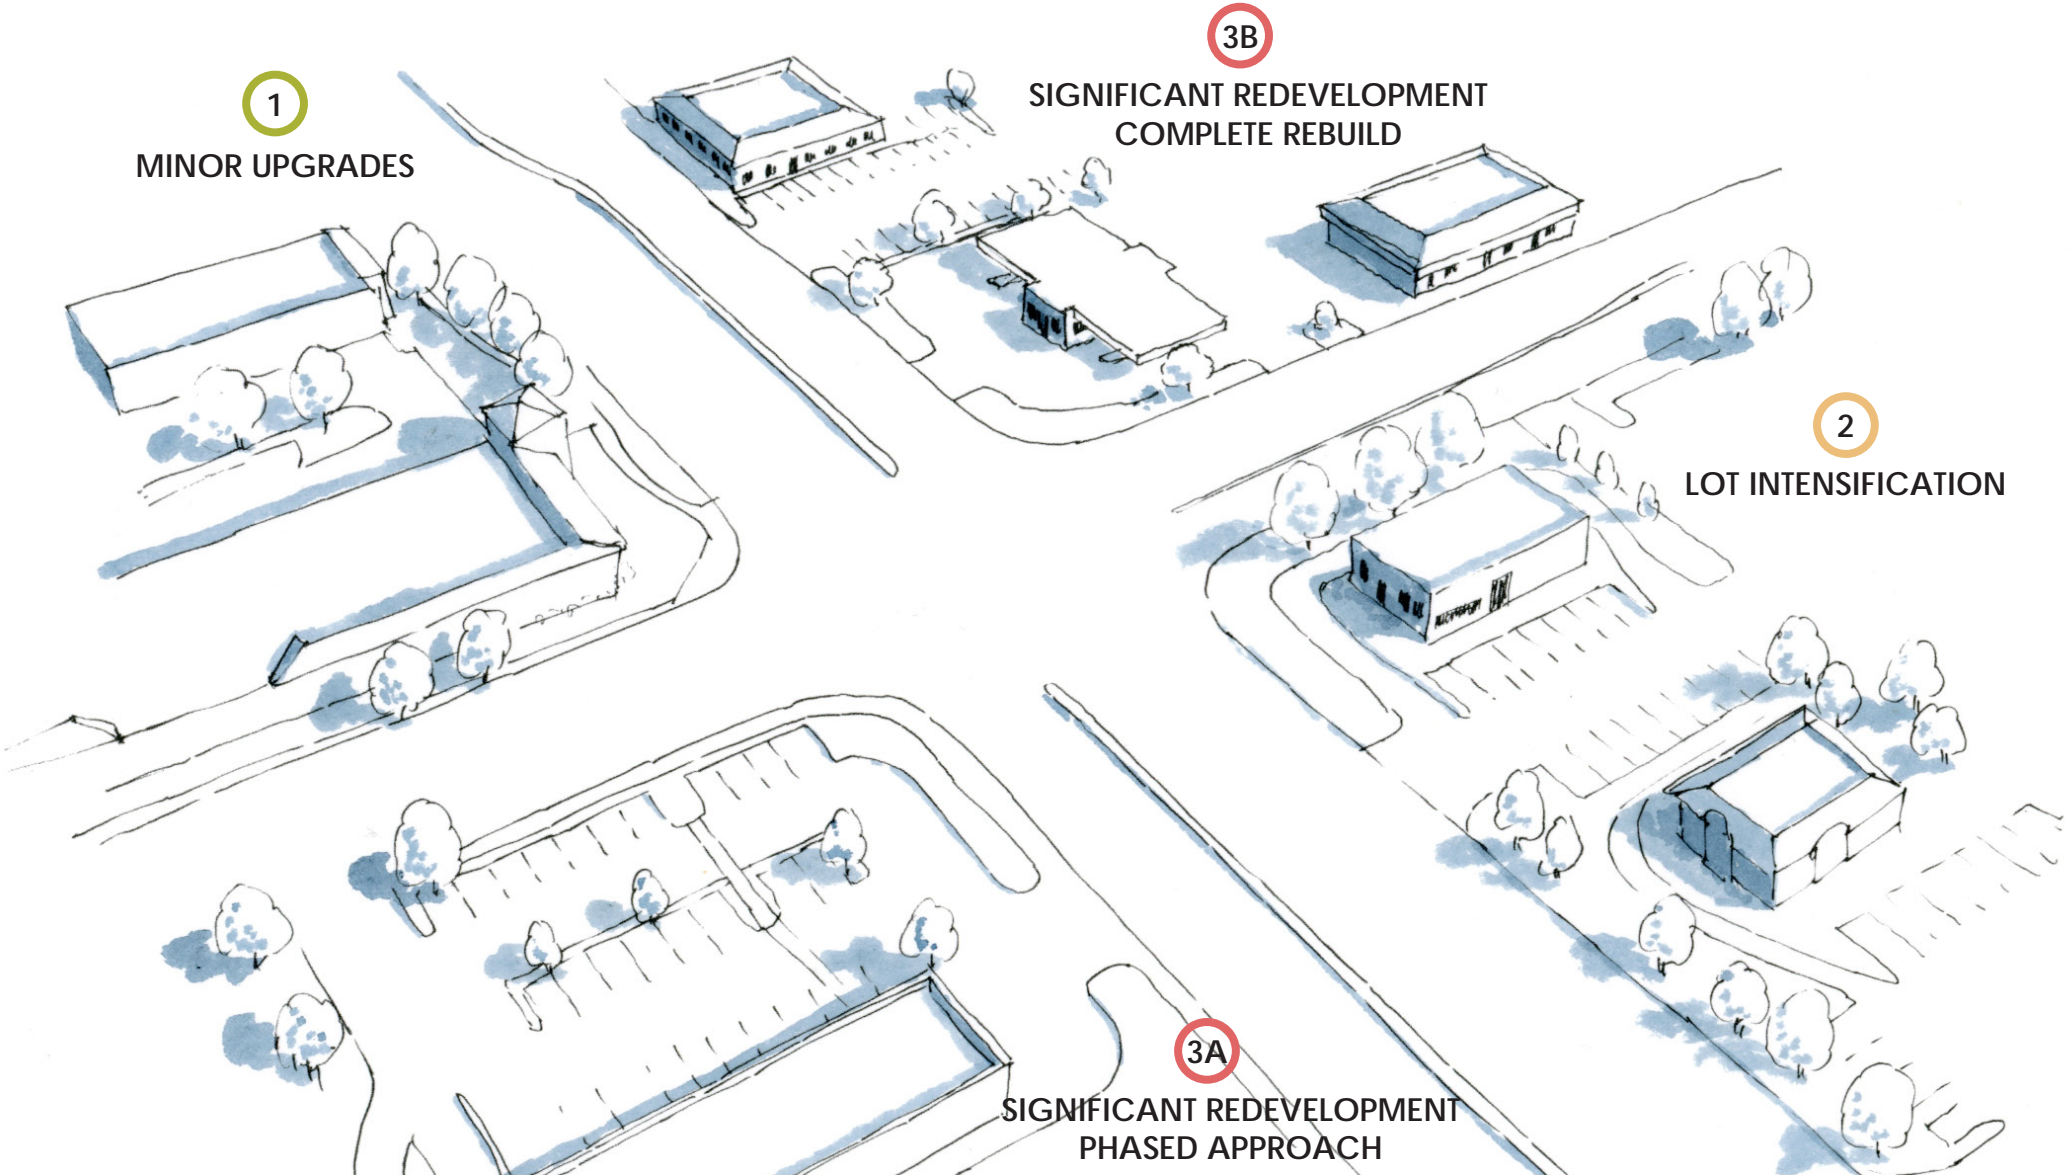 3B
SIGNIFICANT REDEVELOPMENT
COMPLETE REBUILD
1
MINOR UPGRADES
2
LOT INTENSIFICATION
3A
SIGNIFICANT REDEVELOPMENT
PHASED APPROACH